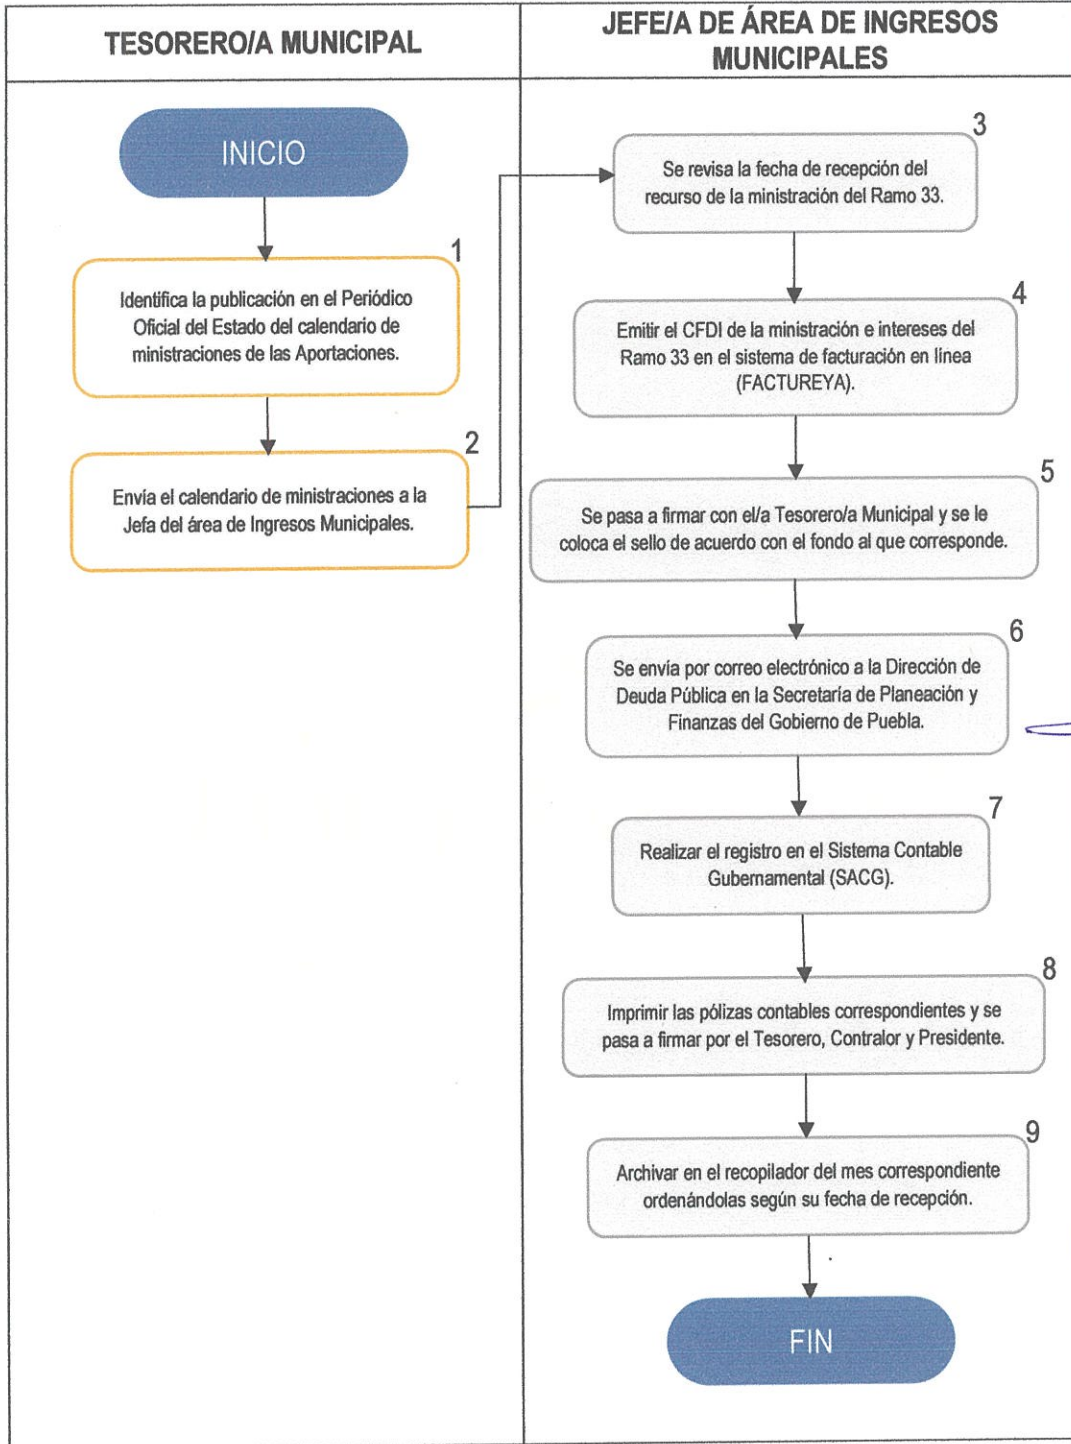 TESORERO/A MUNICIPAL
JEFE/A DE ÁREA DE INGRESOS
MUNICIPALES
INICIO
1
Identifica la publicación en el Periódico
Oficial del Estado del calendario de
ministraciones de las Aportaciones.
2
Envía el calendario de ministraciones a la
Jefa del área de Ingresos Municipales.
3
Se revisa la fecha de recepción del
recurso de la ministración del Ramo 33.
4
Emitir el CFDI de la ministración e intereses del
Ramo 33 en el sistema de facturación en línea
(FACTUREYA).
5
Se pasa a firmar con el/a Tesorero/a Municipal y se le
coloca el sello de acuerdo con el fondo al que corresponde.
6
Se envía por correo electrónico a la Dirección de
Deuda Pública en la Secretaría de Planeación y
Finanzas del Gobierno de Puebla.
7
Realizar el registro en el Sistema Contable
Gubernamental (SACG).
8
Imprimir las pólizas contables correspondientes y se
pasa a firmar por el Tesorero, Contralor y Presidente.
9
Archivar en el recopilador del mes correspondiente
ordenándolas según su fecha de recepción.
FIN